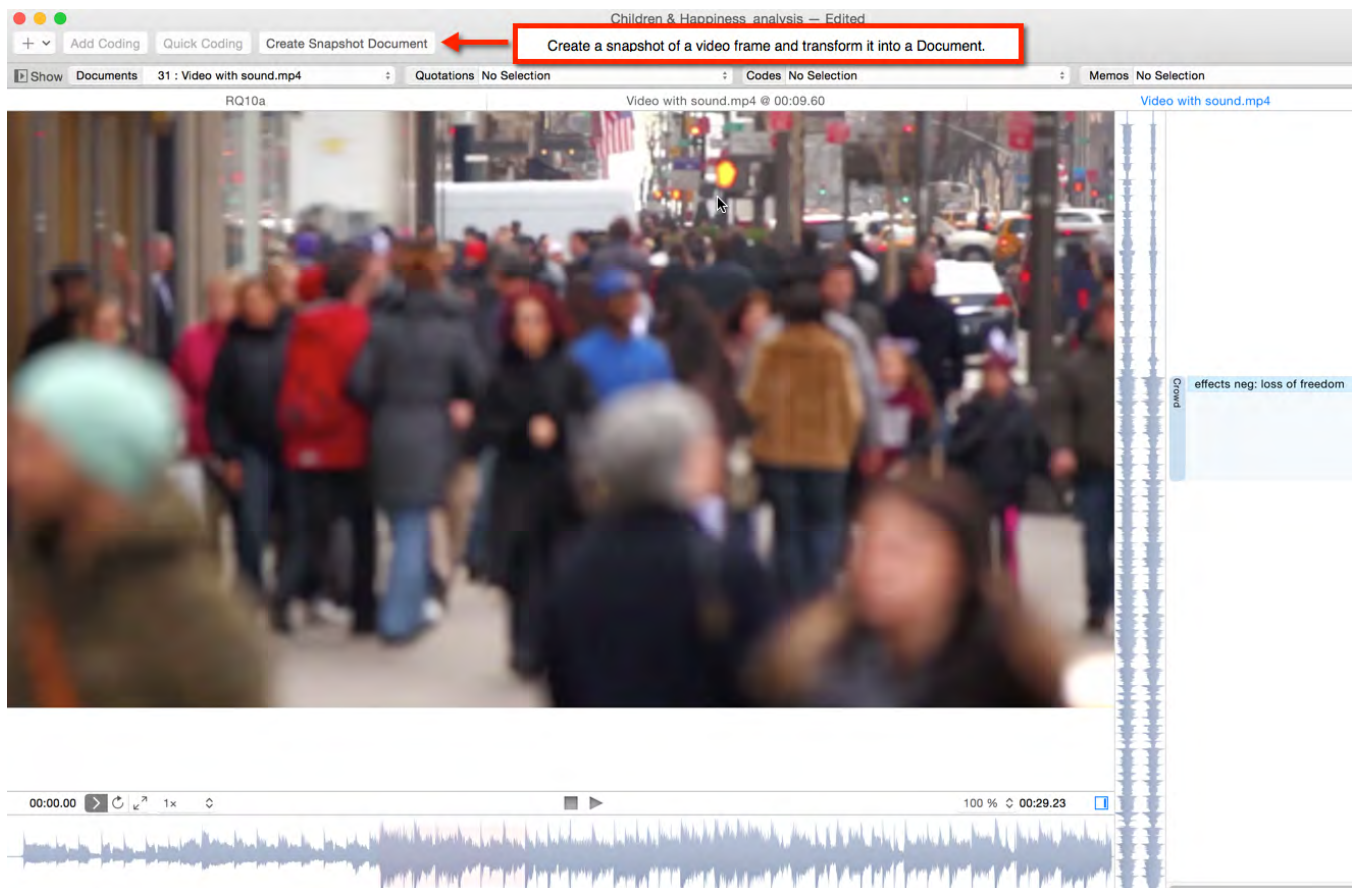 Children & Happiness_analysis — Edited
Add Coding Quick Coding Create Snapshot Document
Create a snapshot of a video frame and transform it into a Document.
Show Documents 31 : Video with sound.mp4 Quotations No Selection Codes No Selection Memos No Selection
RQ10a Video with sound.mp4 @ 00:09.60 Video with sound.mp4
Crowd effects neg: loss of freedom
00:00.00 1× 100 % 00:29.23